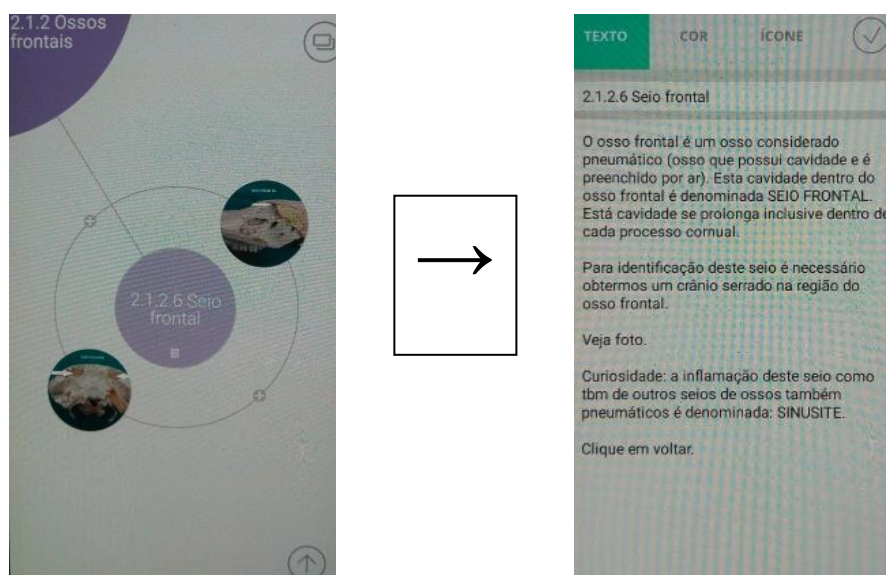 2.1.2 Ossos
frontais
2.1.2.6 Seio
frontal
→
TEXTO COR ÍCONE
2.1.2.6 Seio frontal
O osso frontal é um osso considerado
pneumático (osso que possui cavidade e é
preenchido por ar). Esta cavidade dentro do
osso frontal é denominada SEIO FRONTAL.
Está cavidade se prolonga inclusive dentro de
cada processo cornual.
Para identificação deste seio é necessário
obtermos um crânio serrado na região do
osso frontal.
Veja foto.
Curiosidade: a inflamação deste seio como
tbm de outros seios de ossos também
pneumáticos é denominada: SINUSITE.
Clique em voltar.